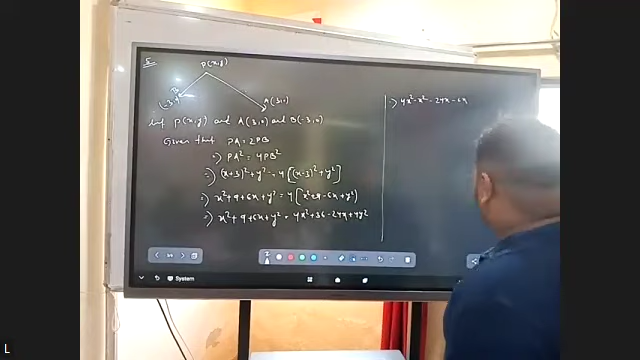 5.
P(x,y)
B
(-3,0)
A(3,0)
Let P(x,y) and A(3,0) and B(-3,0)
Given that PA = 2PB
∴) PA² = 4PB²
∴) (x+3)² + y² = 4[(x-3)² + y²]
∴) x² + 9 + 6x + y² = 4[x² + 9 - 6x + y²]
∴) x² + 9 + 6x + y² = 4x² + 36 - 24x + 4y²
∴) 4x² - x² - 24x - 6x
System
L